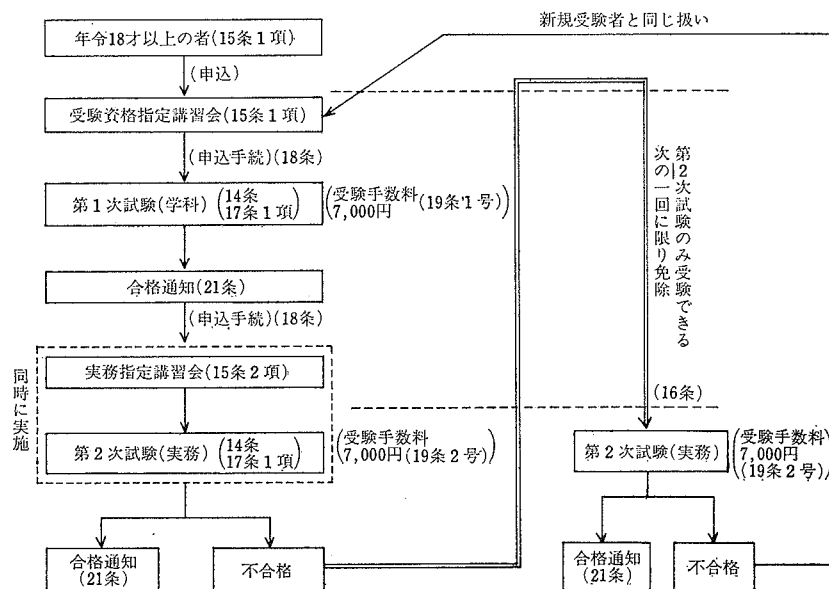 新規受験者と同じ扱い
年令18才以上の者(15条1項)
(申込)
受験資格指定講習会(15条1項)
(申込手続)(18条)
第1次試験(学科)(14条
17条1項)
(受験手数料
7,000円(19条1号))
合格通知(21条)
(申込手続)(18条)
同時に実施
実務指定講習会(15条2項)
第2次試験(実務)(14条
17条1項)
(受験手数料
7,000円(19条2号))
合格通知
(21条)
不合格
第2次試験のみ受験できる
次の一回に限り免除
(16条)
第2次試験(実務)
(受験手数料
7,000円
(19条2号))
合格通知
(21条)
不合格